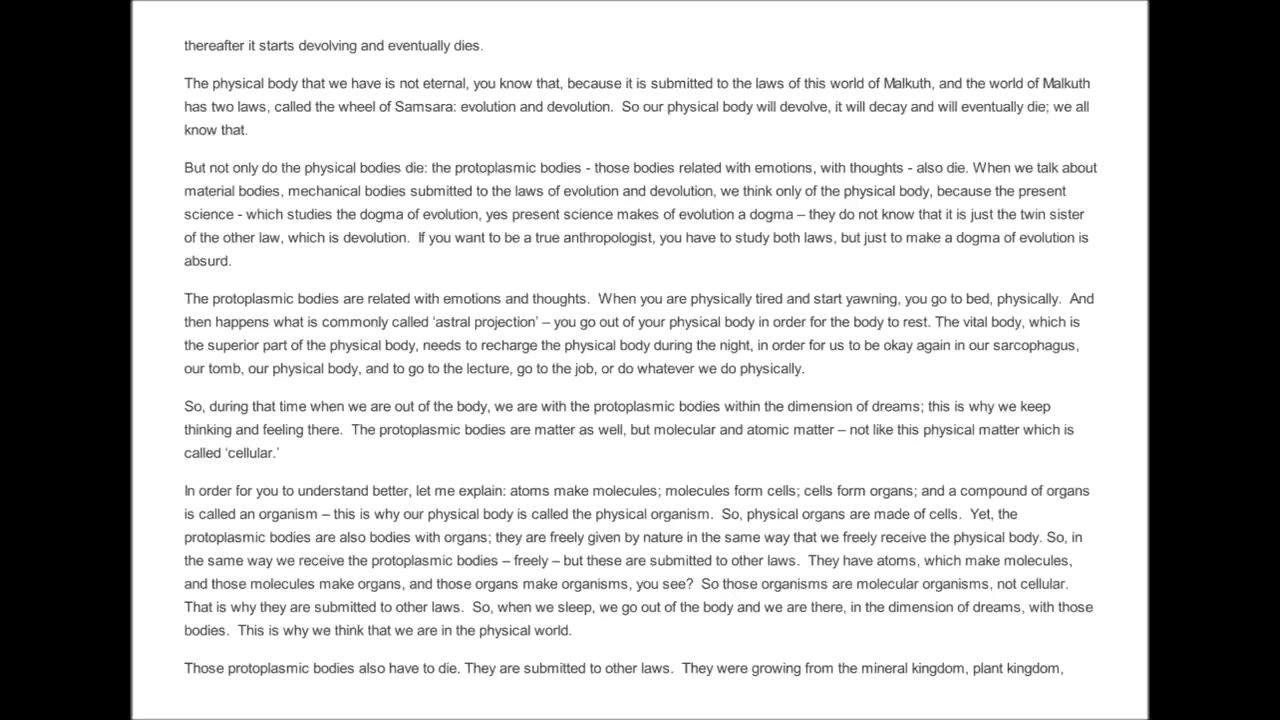 thereafter it starts devolving and eventually dies.
The physical body that we have is not eternal, you know that, because it is submitted to the laws of this world of Malkuth, and the world of Malkuth
has two laws, called the wheel of Samsara: evolution and devolution.  So our physical body will devolve, it will decay and will eventually die; we all
know that.
But not only do the physical bodies die: the protoplasmic bodies - those bodies related with emotions, with thoughts - also die. When we talk about
material bodies, mechanical bodies submitted to the laws of evolution and devolution, we think only of the physical body, because the present
science - which studies the dogma of evolution, yes present science makes of evolution a dogma – they do not know that it is just the twin sister
of the other law, which is devolution.  If you want to be a true anthropologist, you have to study both laws, but just to make a dogma of evolution is
absurd.
The protoplasmic bodies are related with emotions and thoughts.  When you are physically tired and start yawning, you go to bed, physically.  And
then happens what is commonly called ‘astral projection’ – you go out of your physical body in order for the body to rest. The vital body, which is
the superior part of the physical body, needs to recharge the physical body during the night, in order for us to be okay again in our sarcophagus,
our tomb, our physical body, and to go to the lecture, go to the job, or do whatever we do physically.
So, during that time when we are out of the body, we are with the protoplasmic bodies within the dimension of dreams; this is why we keep
thinking and feeling there.  The protoplasmic bodies are matter as well, but molecular and atomic matter – not like this physical matter which is
called ‘cellular.’
In order for you to understand better, let me explain: atoms make molecules; molecules form cells; cells form organs; and a compound of organs
is called an organism – this is why our physical body is called the physical organism.  So, physical organs are made of cells.  Yet, the
protoplasmic bodies are also bodies with organs; they are freely given by nature in the same way that we freely receive the physical body. So, in
the same way we receive the protoplasmic bodies – freely – but these are submitted to other laws.  They have atoms, which make molecules,
and those molecules make organs, and those organs make organisms, you see?  So those organisms are molecular organisms, not cellular.
That is why they are submitted to other laws.  So, when we sleep, we go out of the body and we are there, in the dimension of dreams, with those
bodies.  This is why we think that we are in the physical world.
Those protoplasmic bodies also have to die. They are submitted to other laws.  They were growing from the mineral kingdom, plant kingdom,